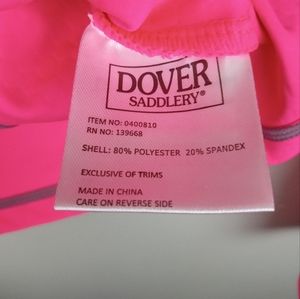 DOVER
SADDLERY®
ITEM NO: 0400810
RN NO: 139668
SHELL: 80% POLYESTER 20% SPANDEX
EXCLUSIVE OF TRIMS
MADE IN CHINA
CARE ON REVERSE SIDE